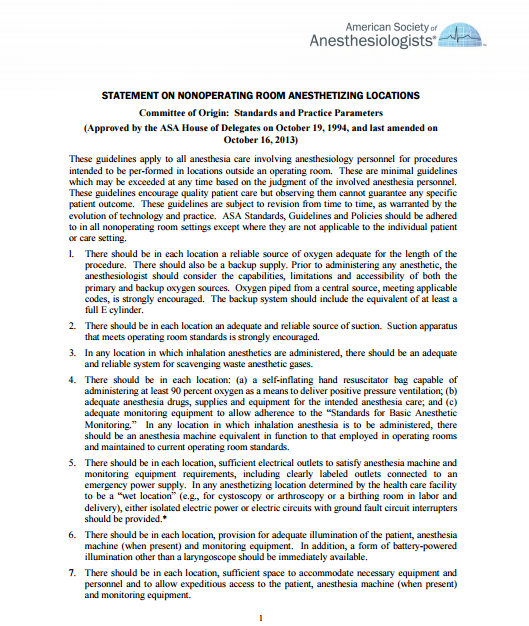 American Society of
Anesthesiologists®
STATEMENT ON NONOPERATING ROOM ANESTHETIZING LOCATIONS
Committee of Origin: Standards and Practice Parameters
(Approved by the ASA House of Delegates on October 19, 1994, and last amended on
October 16, 2013)
These guidelines apply to all anesthesia care involving anesthesiology personnel for procedures
intended to be per-formed in locations outside an operating room. These are minimal guidelines
which may be exceeded at any time based on the judgment of the involved anesthesia personnel.
These guidelines encourage quality patient care but observing them cannot guarantee any specific
patient outcome. These guidelines are subject to revision from time to time, as warranted by the
evolution of technology and practice. ASA Standards, Guidelines and Policies should be adhered
to in all nonoperating room settings except where they are not applicable to the individual patient
or care setting.
l. There should be in each location a reliable source of oxygen adequate for the length of the
procedure. There should also be a backup supply. Prior to administering any anesthetic, the
anesthesiologist should consider the capabilities, limitations and accessibility of both the
primary and backup oxygen sources. Oxygen piped from a central source, meeting applicable
codes, is strongly encouraged. The backup system should include the equivalent of at least a
full E cylinder.
2. There should be in each location an adequate and reliable source of suction. Suction apparatus
that meets operating room standards is strongly encouraged.
3. In any location in which inhalation anesthetics are administered, there should be an adequate
and reliable system for scavenging waste anesthetic gases.
4. There should be in each location: (a) a self-inflating hand resuscitator bag capable of
administering at least 90 percent oxygen as a means to deliver positive pressure ventilation; (b)
adequate anesthesia drugs, supplies and equipment for the intended anesthesia care; and (c)
adequate monitoring equipment to allow adherence to the “Standards for Basic Anesthetic
Monitoring.” In any location in which inhalation anesthesia is to be administered, there
should be an anesthesia machine equivalent in function to that employed in operating rooms
and maintained to current operating room standards.
5. There should be in each location, sufficient electrical outlets to satisfy anesthesia machine and
monitoring equipment requirements, including clearly labeled outlets connected to an
emergency power supply. In any anesthetizing location determined by the health care facility
to be a “wet location” (e.g., for cystoscopy or arthroscopy or a birthing room in labor and
delivery), either isolated electric power or electric circuits with ground fault circuit interrupters
should be provided.*
6. There should be in each location, provision for adequate illumination of the patient, anesthesia
machine (when present) and monitoring equipment. In addition, a form of battery-powered
illumination other than a laryngoscope should be immediately available.
7. There should be in each location, sufficient space to accommodate necessary equipment and
personnel and to allow expeditious access to the patient, anesthesia machine (when present)
and monitoring equipment.
1